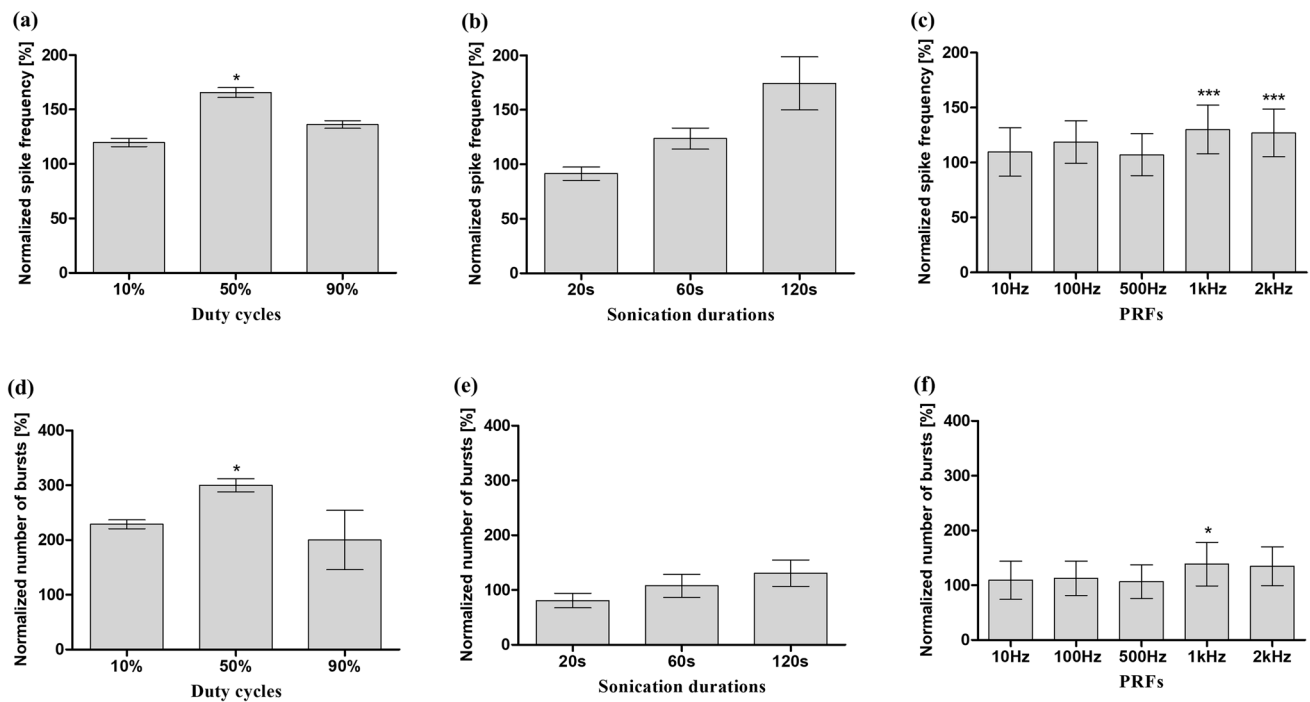 (a)
Normalized spike frequency [%]
200
150
100
50
0
*
10% 50% 90%
Duty cycles
(b)
Normalized spike frequency [%]
200
150
100
50
0
20s 60s 120s
Sonication durations
(c)
Normalized spike frequency [%]
200
150
100
50
0
*** ***
10Hz 100Hz 500Hz 1kHz 2kHz
PRFs
(d)
Normalized number of bursts [%]
400
300
200
100
0
*
10% 50% 90%
Duty cycles
(e)
Normalized number of bursts [%]
400
300
200
100
0
20s 60s 120s
Sonication durations
(f)
Normalized number of bursts [%]
400
300
200
100
0
*
10Hz 100Hz 500Hz 1kHz 2kHz
PRFs